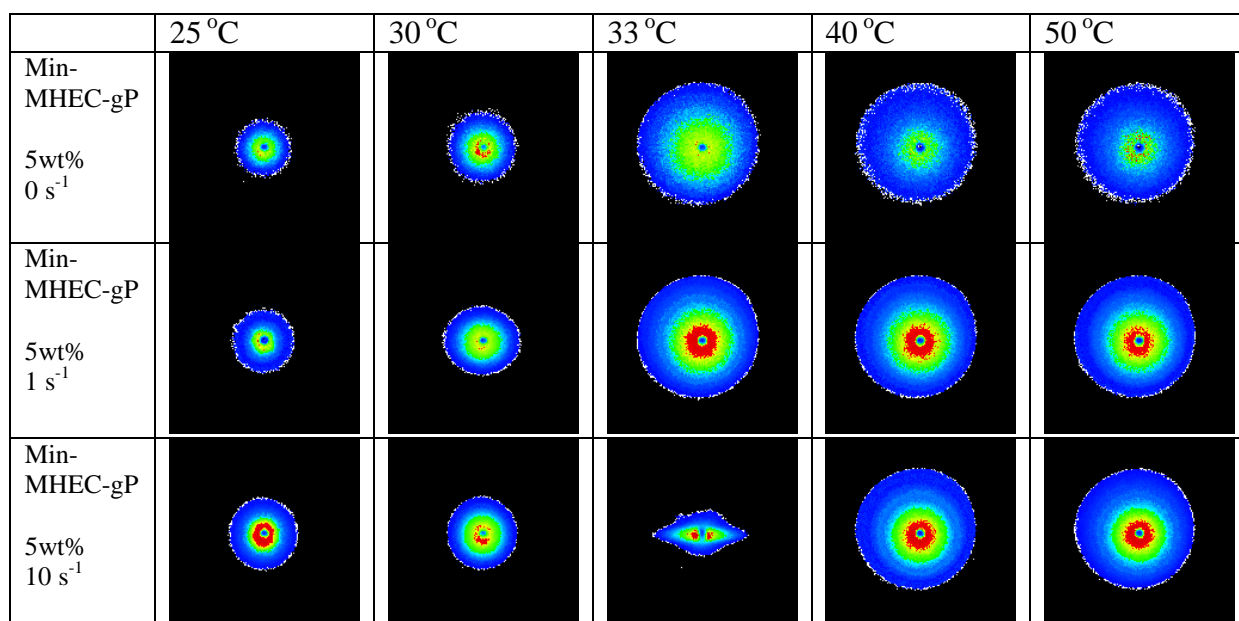 25 °C 30 °C 33 °C 40 °C 50 °C
Min-
MHEC-gP
5wt%
0 s⁻¹
Min-
MHEC-gP
5wt%
1 s⁻¹
Min-
MHEC-gP
5wt%
10 s⁻¹